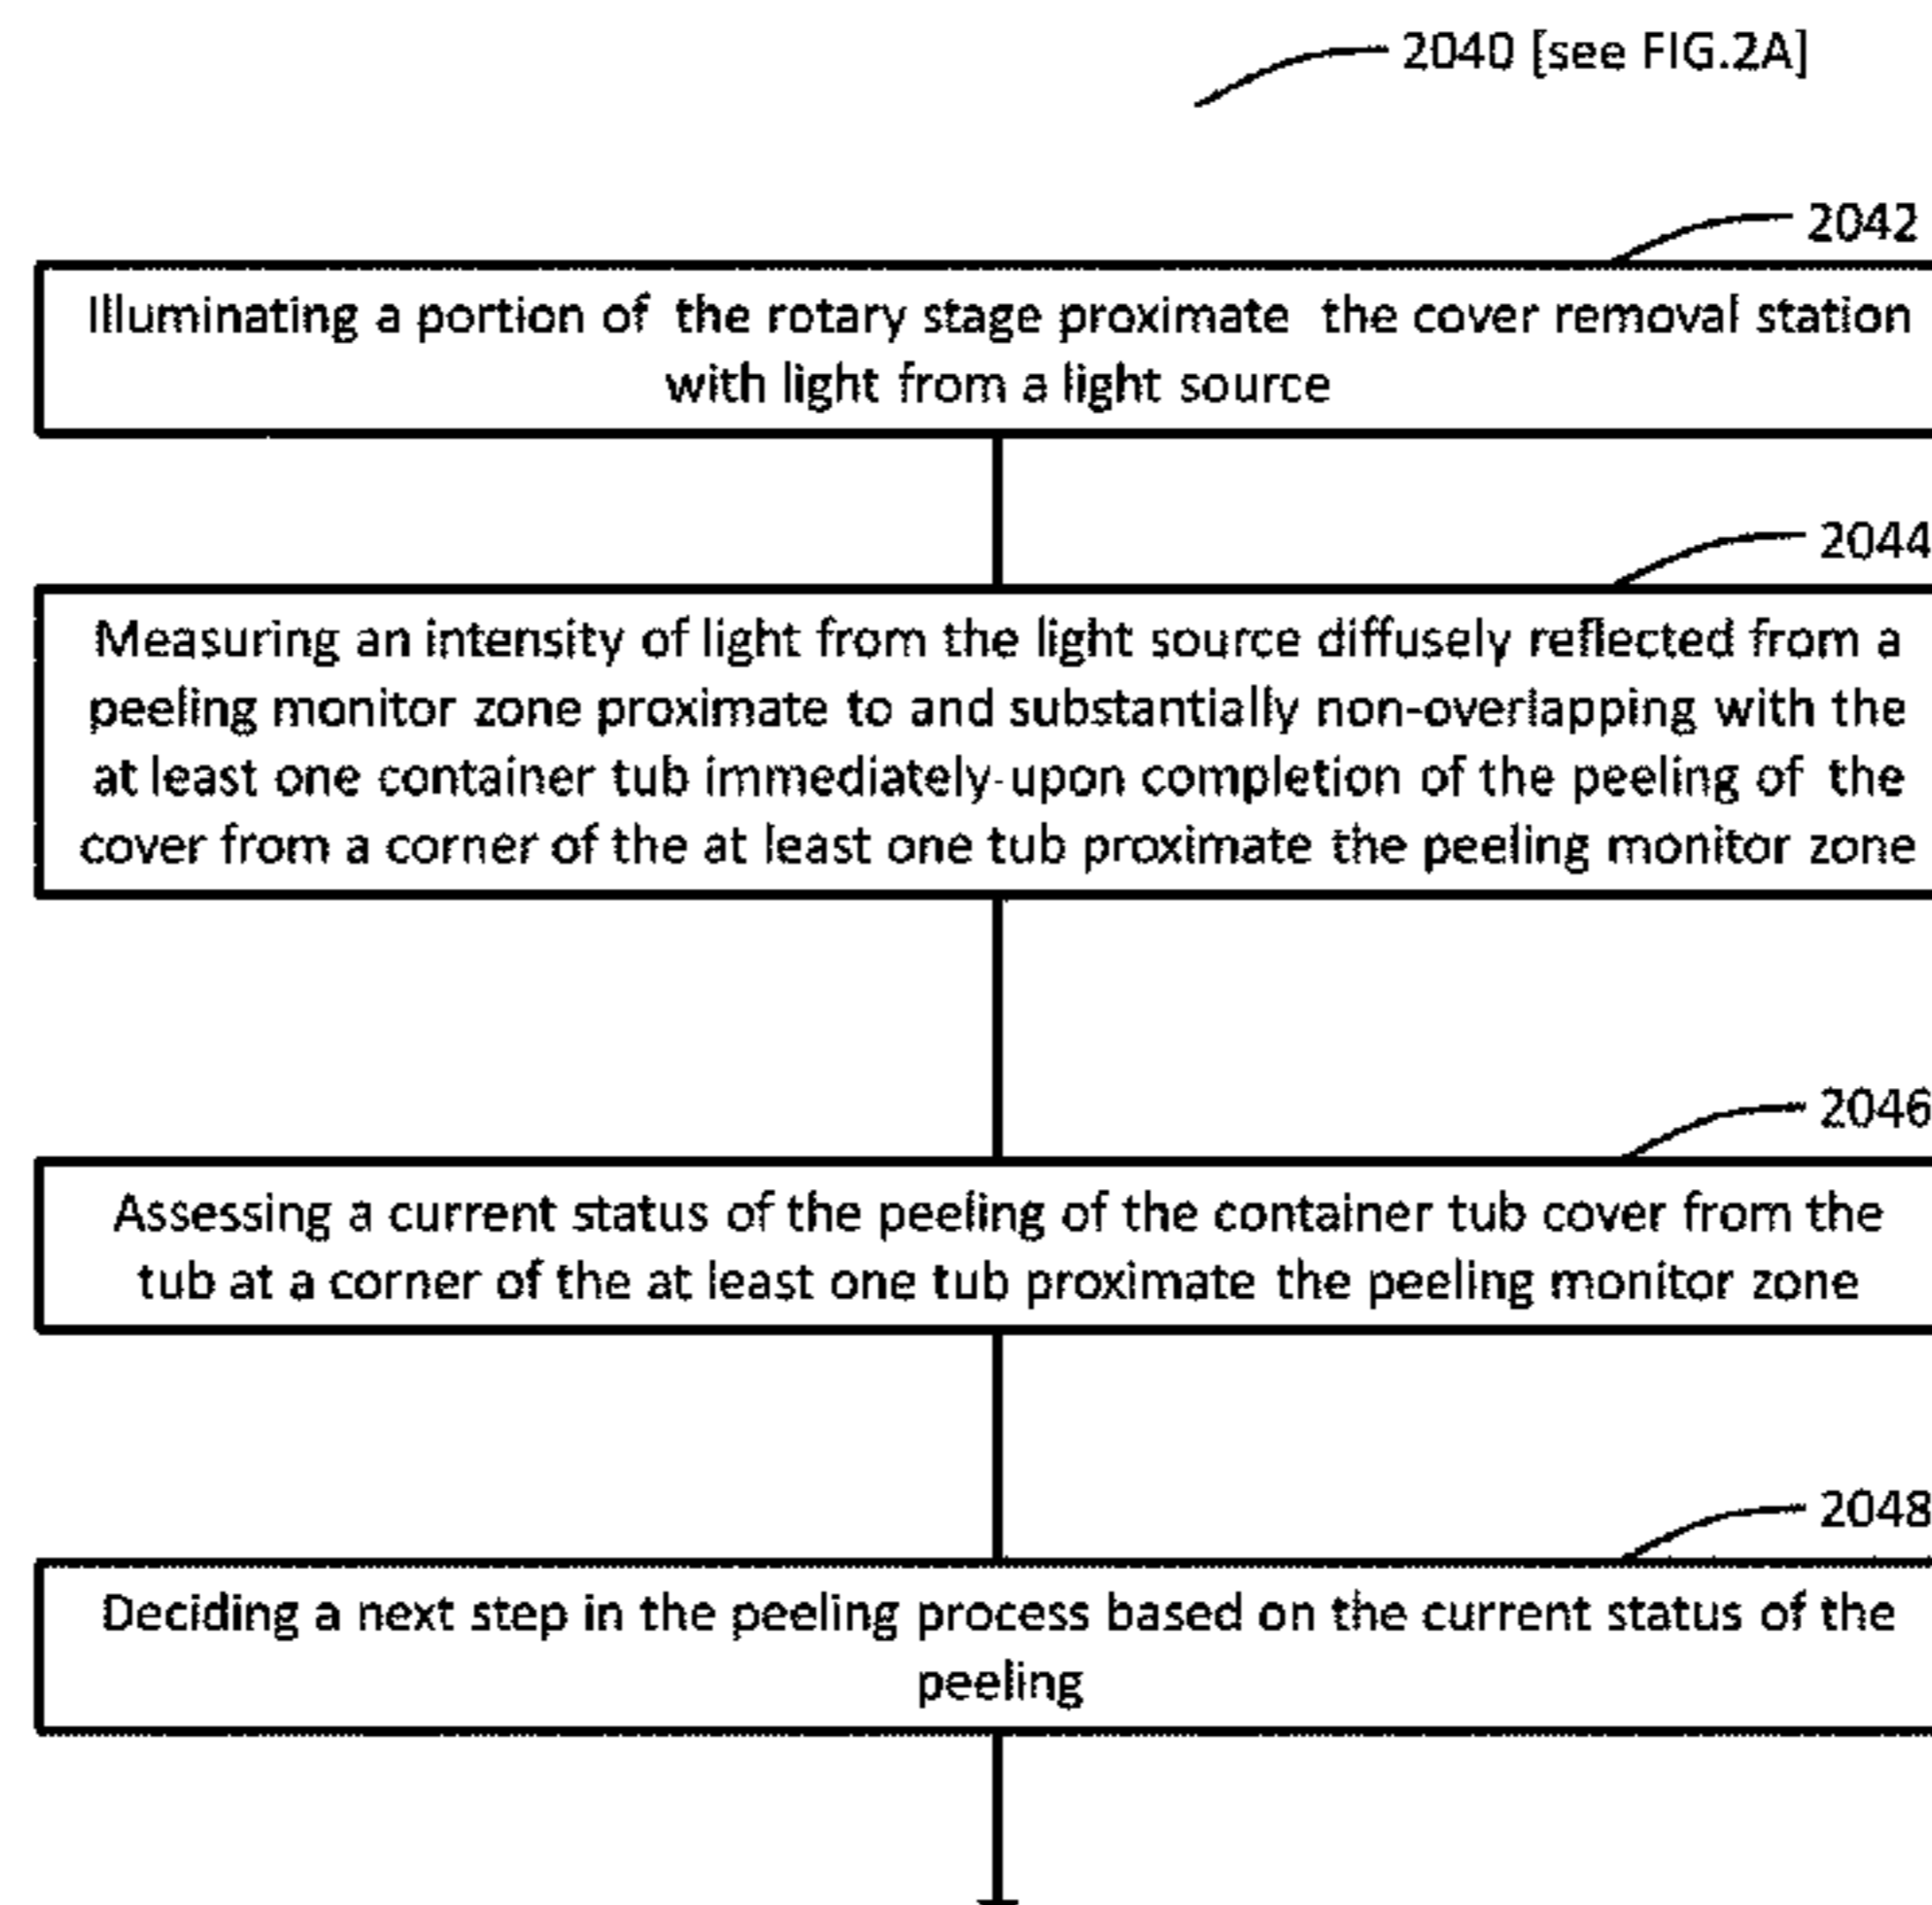 2040 [see FIG.2A]
2042
Illuminating a portion of the rotary stage proximate the cover removal station
with light from a light source
2044
Measuring an intensity of light from the light source diffusely reflected from a
peeling monitor zone proximate to and substantially non-overlapping with the
at least one container tub immediately-upon completion of the peeling of the
cover from a corner of the at least one tub proximate the peeling monitor zone
2046
Assessing a current status of the peeling of the container tub cover from the
tub at a corner of the at least one tub proximate the peeling monitor zone
2048
Deciding a next step in the peeling process based on the current status of the
peeling